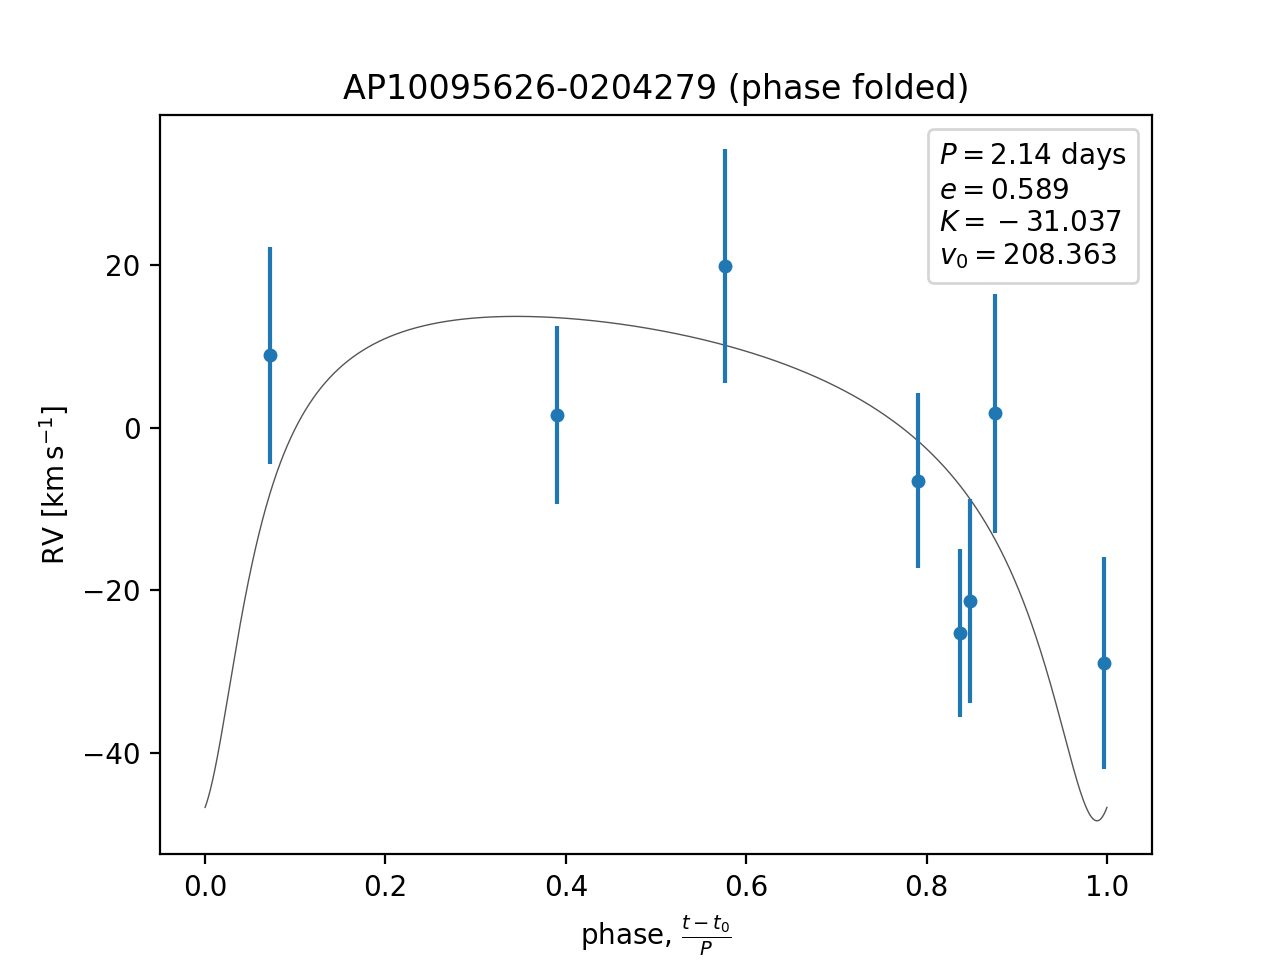 AP10095626-0204279 (phase folded)
P = 2.14 days
e = 0.589
K = −31.037
v₀ = 208.363
RV [km s⁻¹]
20
0
−20
−40
0.0 0.2 0.4 0.6 0.8 1.0
phase, (t − t₀)/P